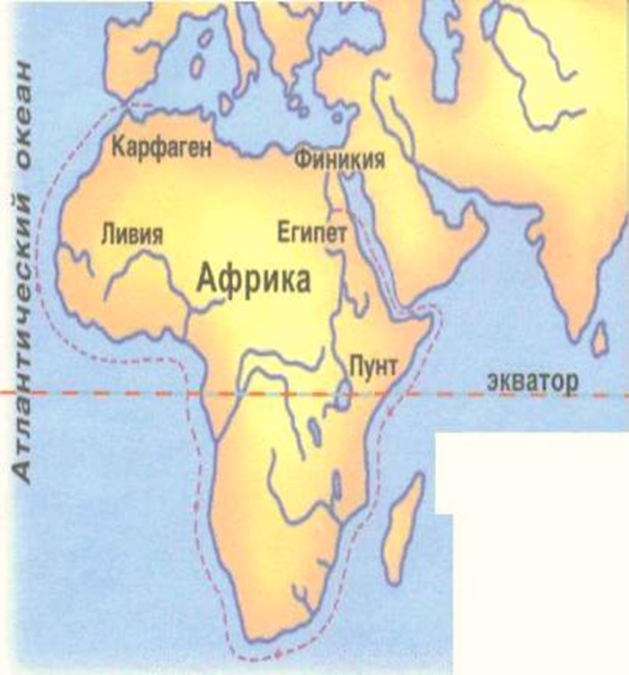 Атлантический океан
Карфаген
Финикия
Ливия
Египет
Африка
Пунт
экватор